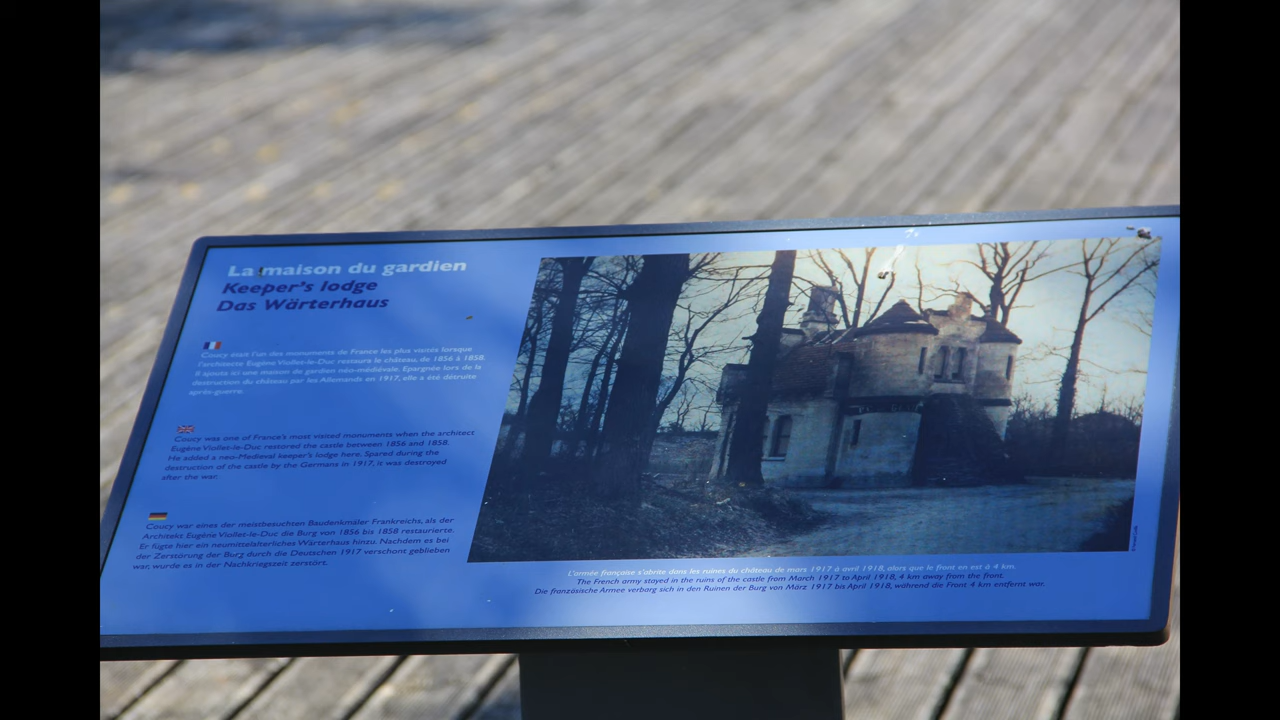 La maison du gardien
Keeper's lodge
Das Wärterhaus
Coucy était l'un des monuments de France les plus visités lorsque
l'architecte Eugène Viollet-le-Duc restaura le château, de 1856 à 1858.
Il ajouta ici une maison de gardien néo-médiévale. Epargnée lors de la
destruction du château par les Allemands en 1917, elle a été détruite
après-guerre.
Coucy was one of France's most visited monuments when the architect
Eugène Viollet-le-Duc restored the castle between 1856 and 1858.
He added a neo-Medieval keeper's lodge here. Spared during the
destruction of the castle by the Germans in 1917, it was destroyed
after the war.
Coucy war eines der meistbesuchten Baudenkmäler Frankreichs, als der
Architekt Eugène Viollet-le-Duc die Burg von 1856 bis 1858 restaurierte.
Er fügte hier ein neumittelalterliches Wärterhaus hinzu. Nachdem es bei
der Zerstörung der Burg durch die Deutschen 1917 verschont geblieben
war, wurde es in der Nachkriegszeit zerstört.
L'armée française s'abrite dans les ruines du château de mars 1917 à avril 1918, alors que le front en est à 4 km.
The French army stayed in the ruins of the castle from March 1917 to April 1918, 4 km away from the front.
Die französische Armee verbarg sich in den Ruinen der Burg von März 1917 bis April 1918, während die Front 4 km entfernt war.